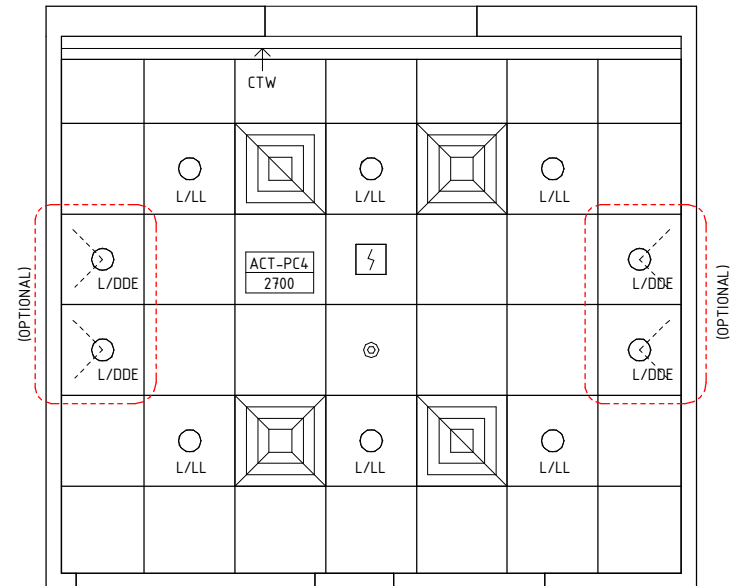 CTW
L/LL
L/LL
L/LL
(OPTIONAL)
L/DDE
ACT-PC4
2700
L/DDE
(OPTIONAL)
L/DDE
L/DDE
L/LL
L/LL
L/LL